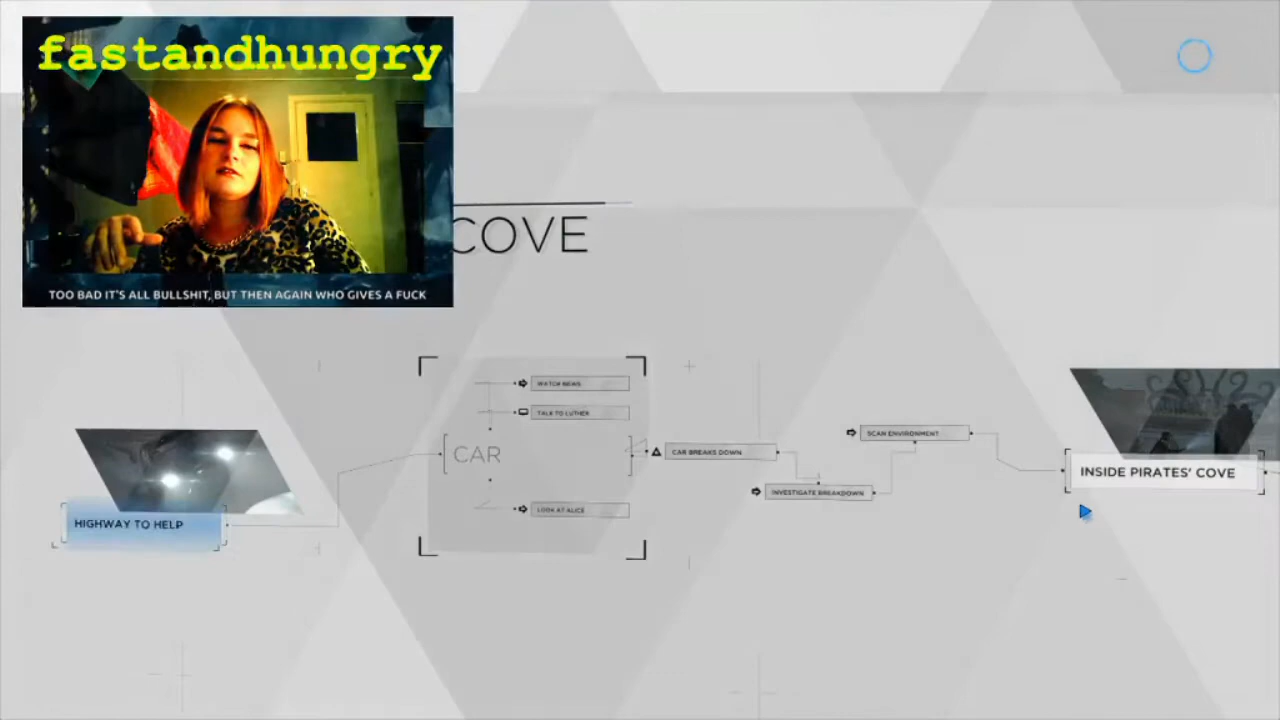 fastandhungry
TOO BAD IT'S ALL BULLSHIT, BUT THEN AGAIN WHO GIVES A FUCK
COVE
WATCH NEWS
TALK TO LUTHER
CAR
LOOK AT ALICE
CAR BREAKS DOWN
INVESTIGATE BREAKDOWN
SCAN ENVIRONMENT
INSIDE PIRATES' COVE
HIGHWAY TO HELP